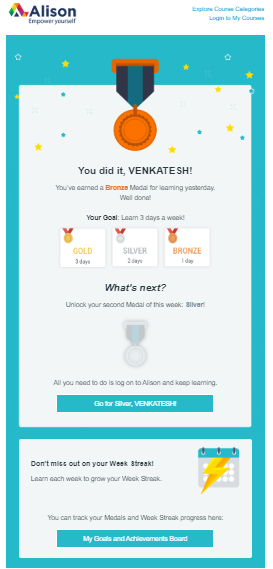 Alison
Empower yourself
Explore Course Categories
Login to My Courses
You did it, VENKATESH!
You've earned a Bronze Medal for learning yesterday.
Well done!
Your Goal: Learn 3 days a week!
GOLD
3 days
SILVER
2 days
BRONZE
1 day
What's next?
Unlock your second Medal of this week: Silver!
All you need to do is log on to Alison and keep learning.
Go for Silver, VENKATESH!
Don't miss out on your Week Streak!
Learn each week to grow your Week Streak.
You can track your Medals and Week Streak progress here:
My Goals and Achievements Board